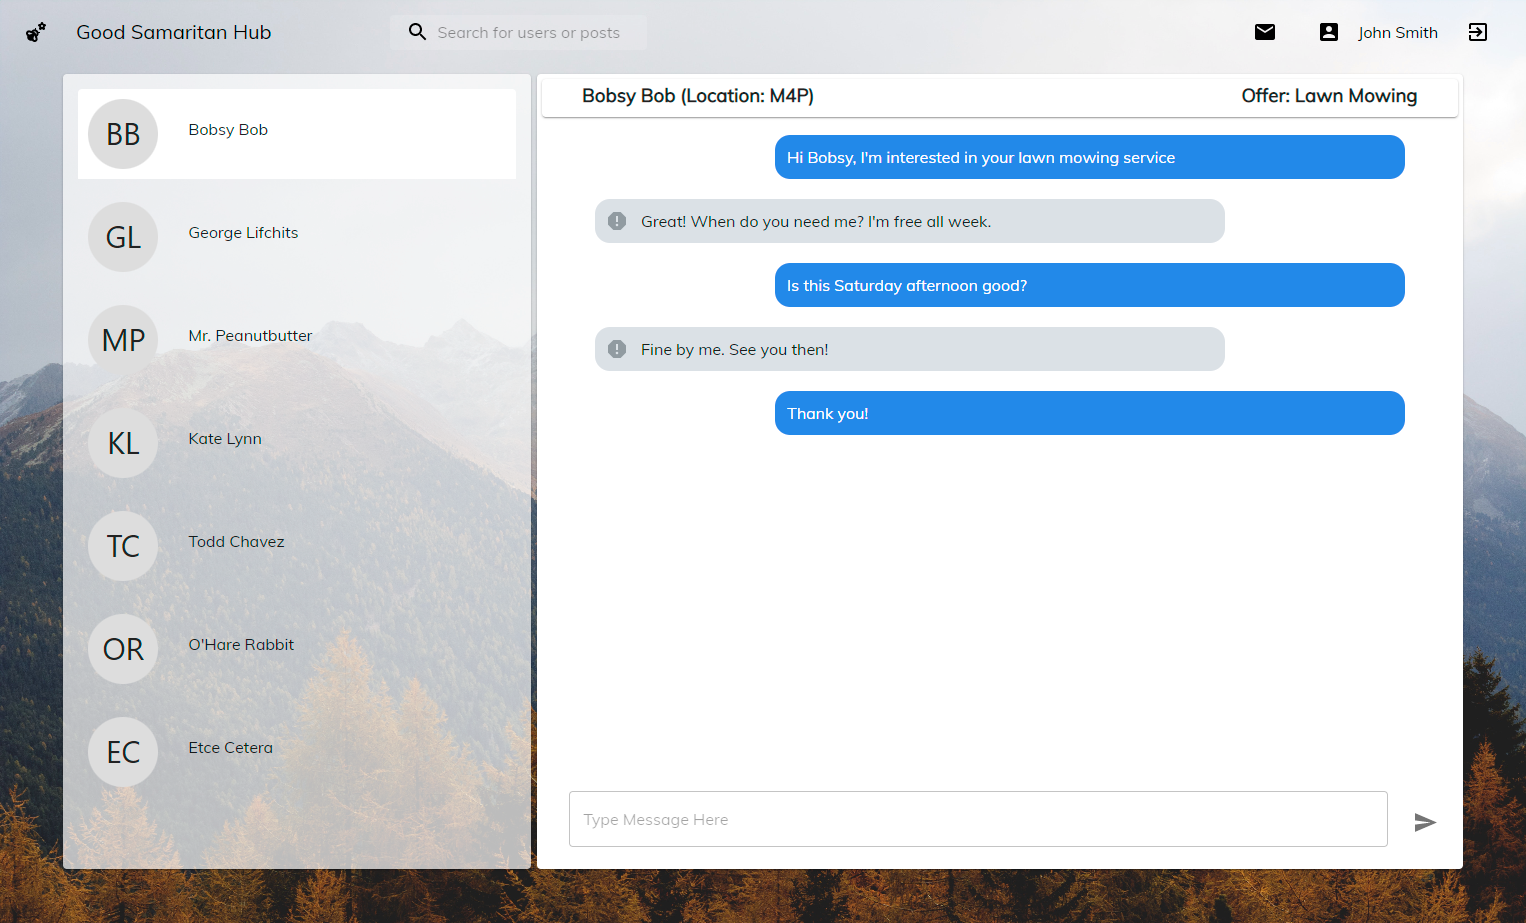 Good Samaritan Hub
Search for users or posts
John Smith
BB
Bobsy Bob
GL
George Lifchits
MP
Mr. Peanutbutter
KL
Kate Lynn
TC
Todd Chavez
OR
O'Hare Rabbit
EC
Etce Cetera
Bobsy Bob (Location: M4P)
Offer: Lawn Mowing
Hi Bobsy, I'm interested in your lawn mowing service
Great! When do you need me? I'm free all week.
Is this Saturday afternoon good?
Fine by me. See you then!
Thank you!
Type Message Here